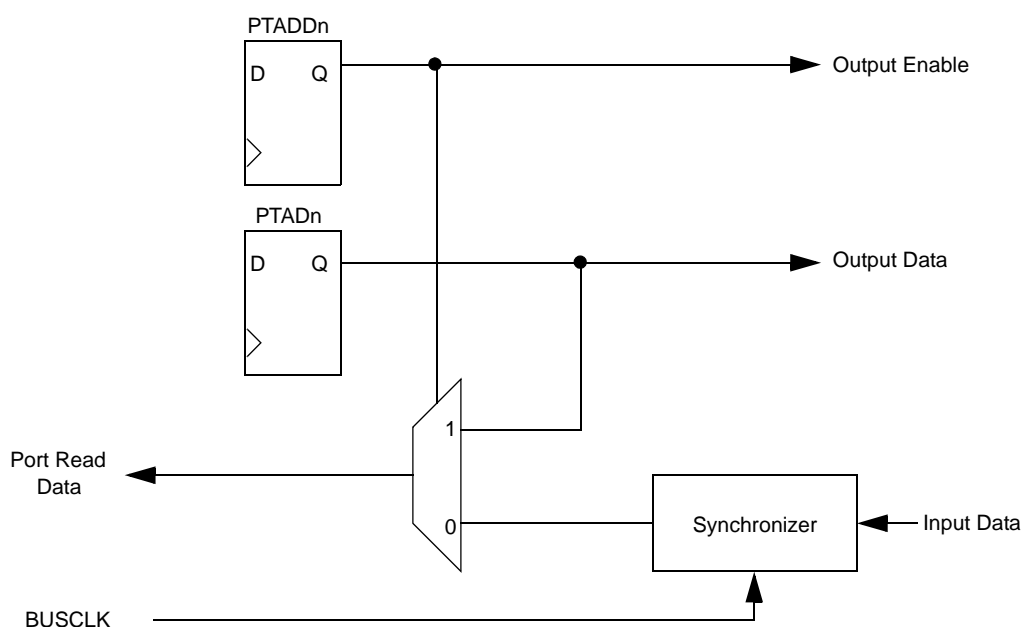 PTADDn
D Q
Output Enable
PTADn
D Q
Output Data
1
Port Read
Data
0
Synchronizer
Input Data
BUSCLK